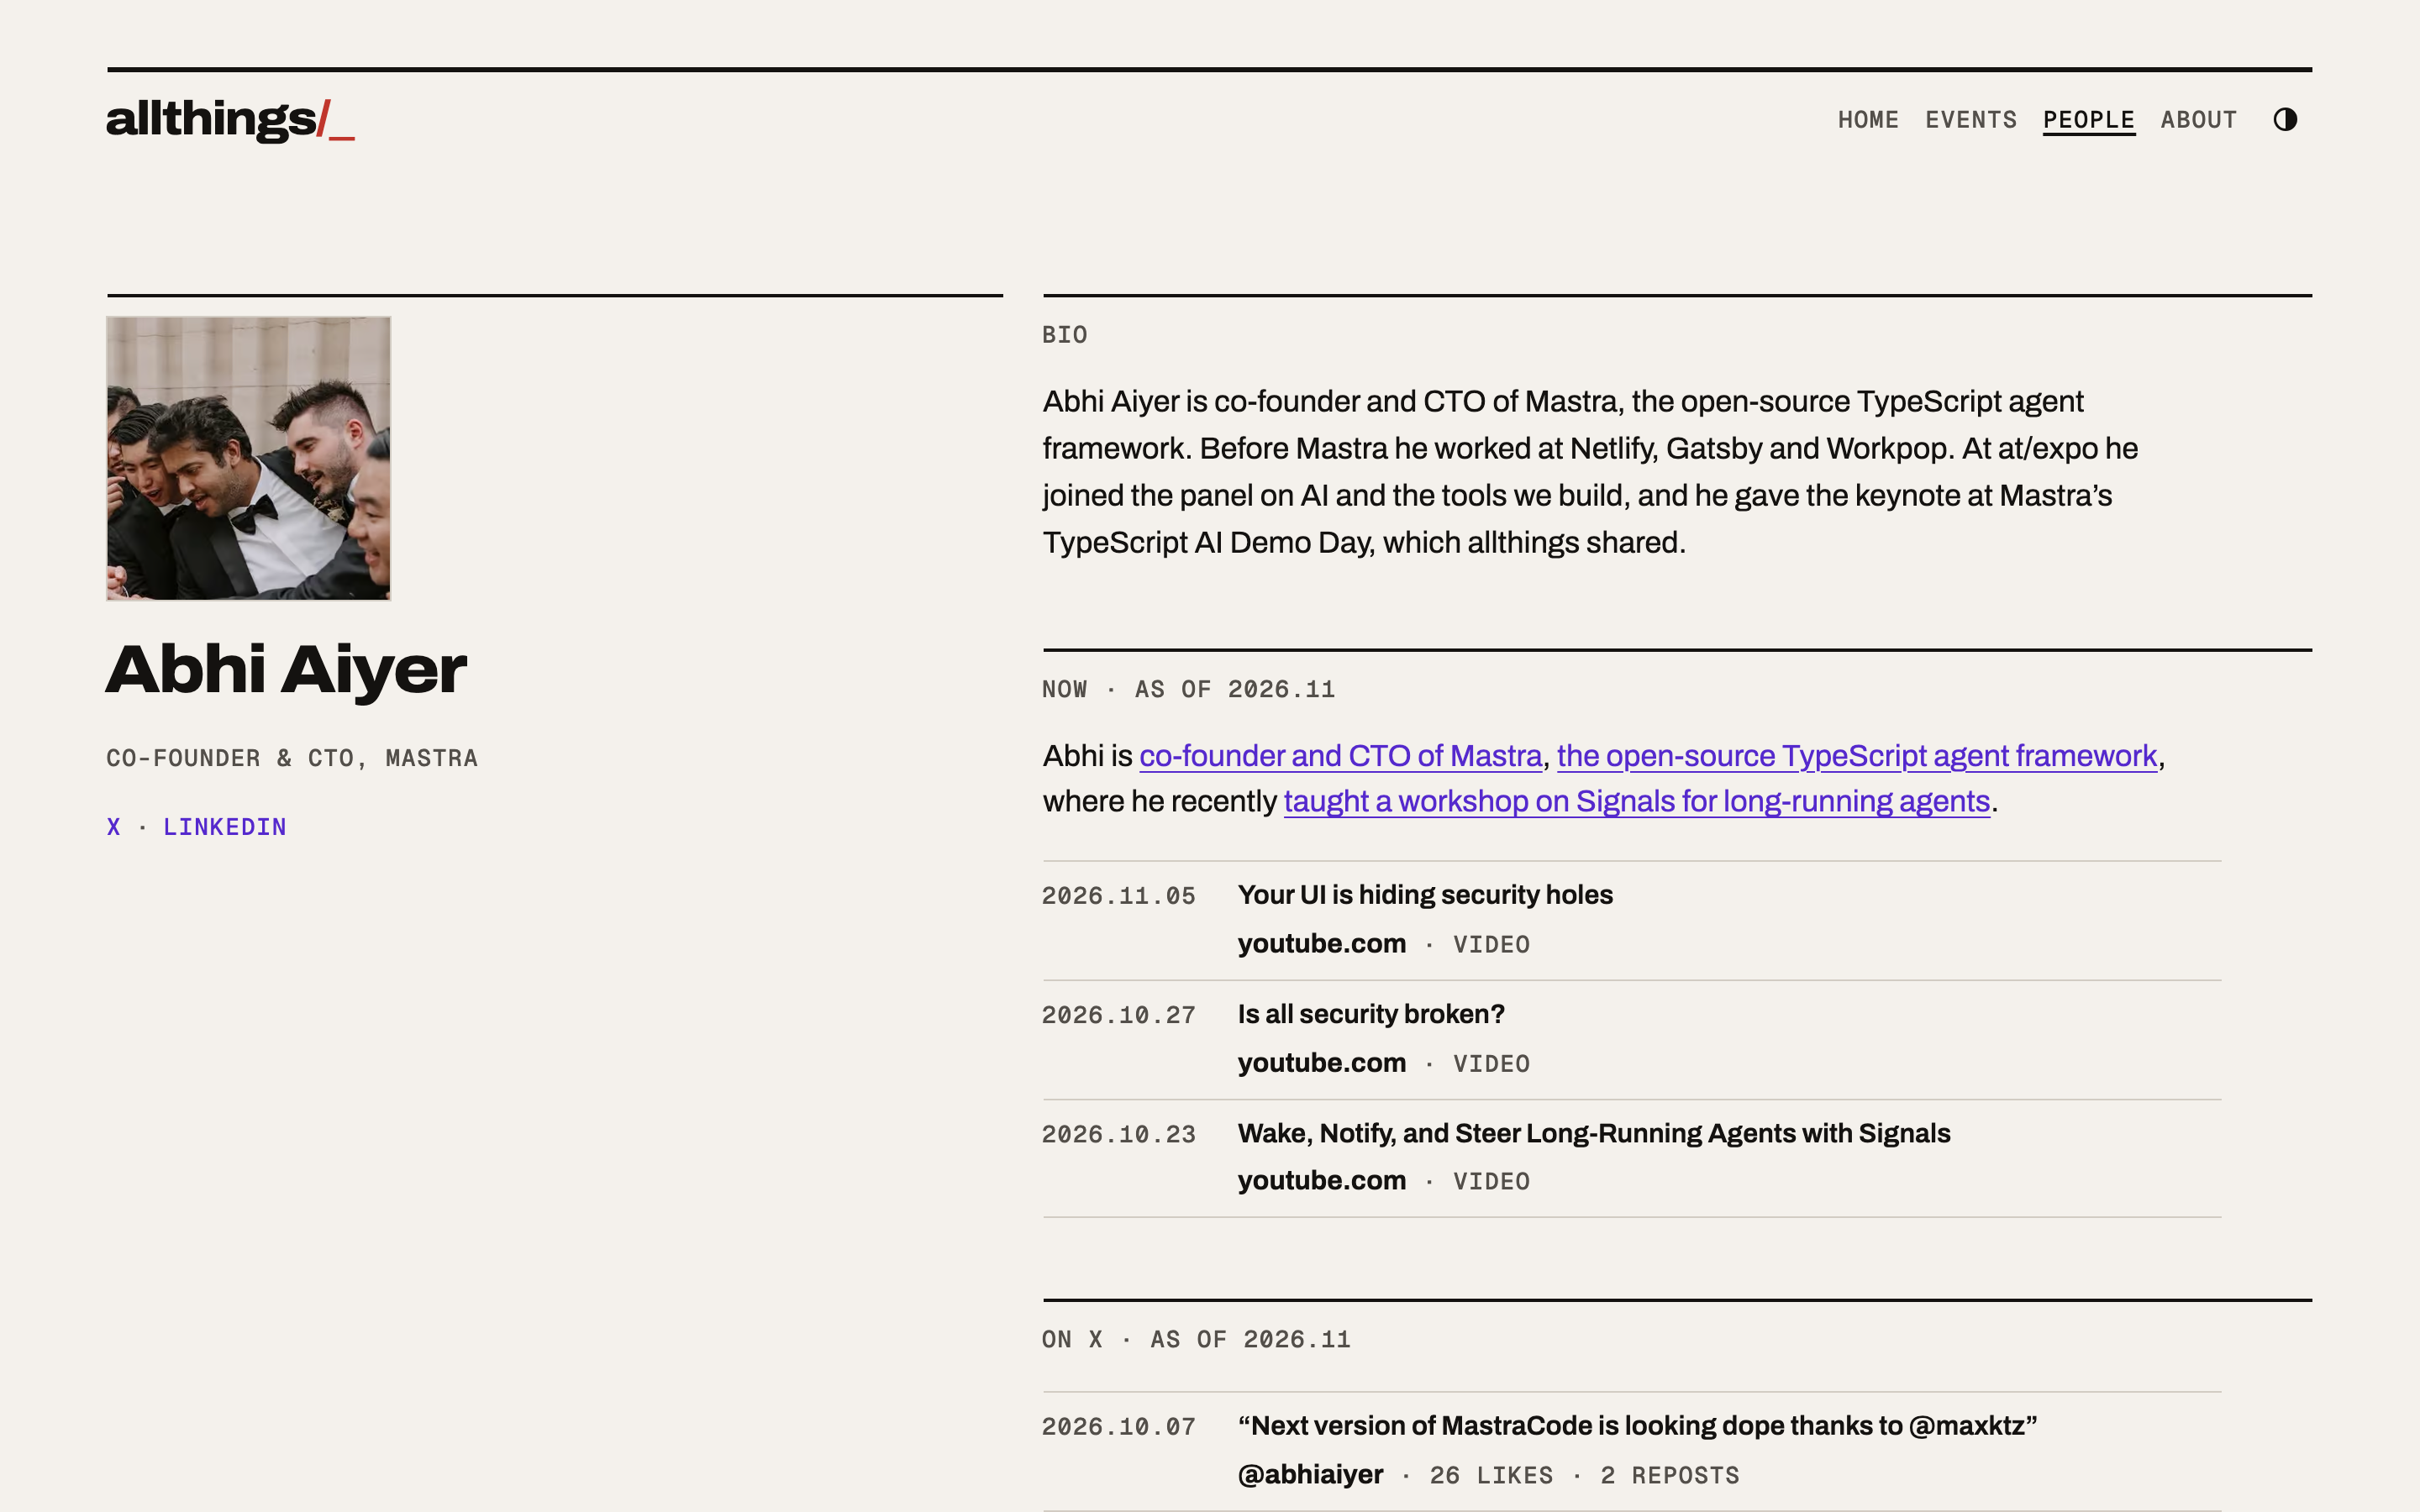 allthings/_
HOME EVENTS PEOPLE ABOUT
Abhi Aiyer
CO-FOUNDER & CTO, MASTRA
X · LINKEDIN
BIO
Abhi Aiyer is co-founder and CTO of Mastra, the open-source TypeScript agent
framework. Before Mastra he worked at Netlify, Gatsby and Workpop. At at/expo he
joined the panel on AI and the tools we build, and he gave the keynote at Mastra’s
TypeScript AI Demo Day, which allthings shared.
NOW · AS OF 2026.11
Abhi is co-founder and CTO of Mastra, the open-source TypeScript agent framework,
where he recently taught a workshop on Signals for long-running agents.
2026.11.05 Your UI is hiding security holes
youtube.com · VIDEO
2026.10.27 Is all security broken?
youtube.com · VIDEO
2026.10.23 Wake, Notify, and Steer Long-Running Agents with Signals
youtube.com · VIDEO
ON X · AS OF 2026.11
2026.10.07 “Next version of MastraCode is looking dope thanks to @maxktz”
@abhiaiyer · 26 LIKES · 2 REPOSTS